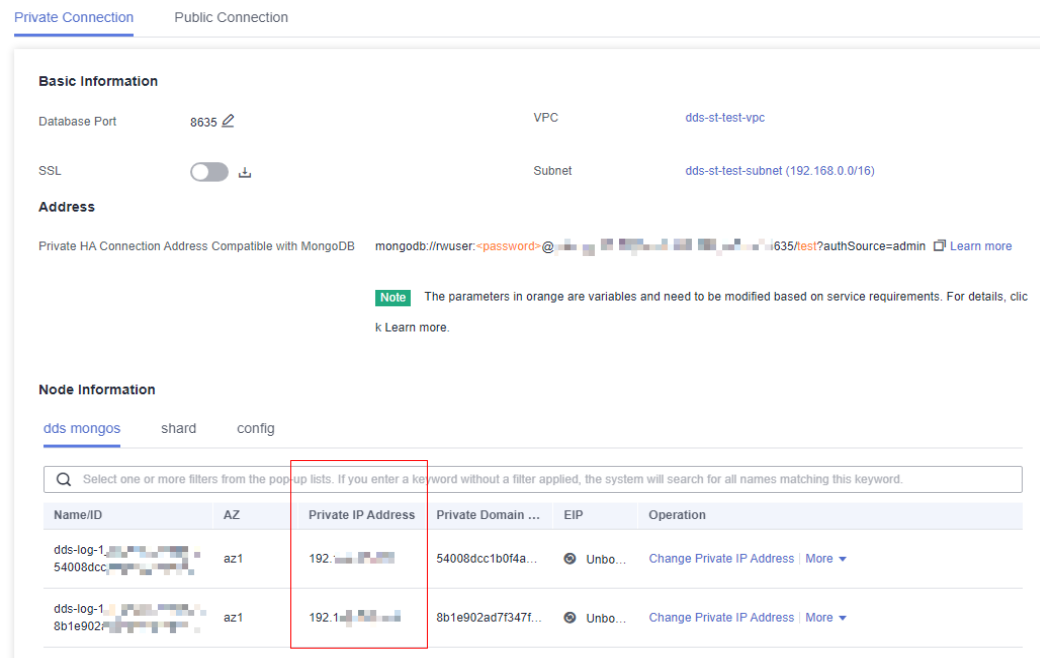 Private Connection Public Connection
Basic Information
Database Port 8635 VPC dds-st-test-vpc
SSL Subnet dds-st-test-subnet (192.168.0.0/16)
Address
Private HA Connection Address Compatible with MongoDB mongodb://rwuser:<password>@ 635/test?authSource=admin Learn more
Note The parameters in orange are variables and need to be modified based on service requirements. For details, clic
k Learn more.
Node Information
dds mongos shard config
Select one or more filters from the pop-up lists. If you enter a keyword without a filter applied, the system will search for all names matching this keyword.
Name/ID AZ Private IP Address Private Domain ... EIP Operation
dds-log-1 az1 192. 54008dcc1b0f4a... Unbo... Change Private IP Address More
54008dcc
dds-log-1 az1 192.1 8b1e902ad7f347f... Unbo... Change Private IP Address More
8b1e902